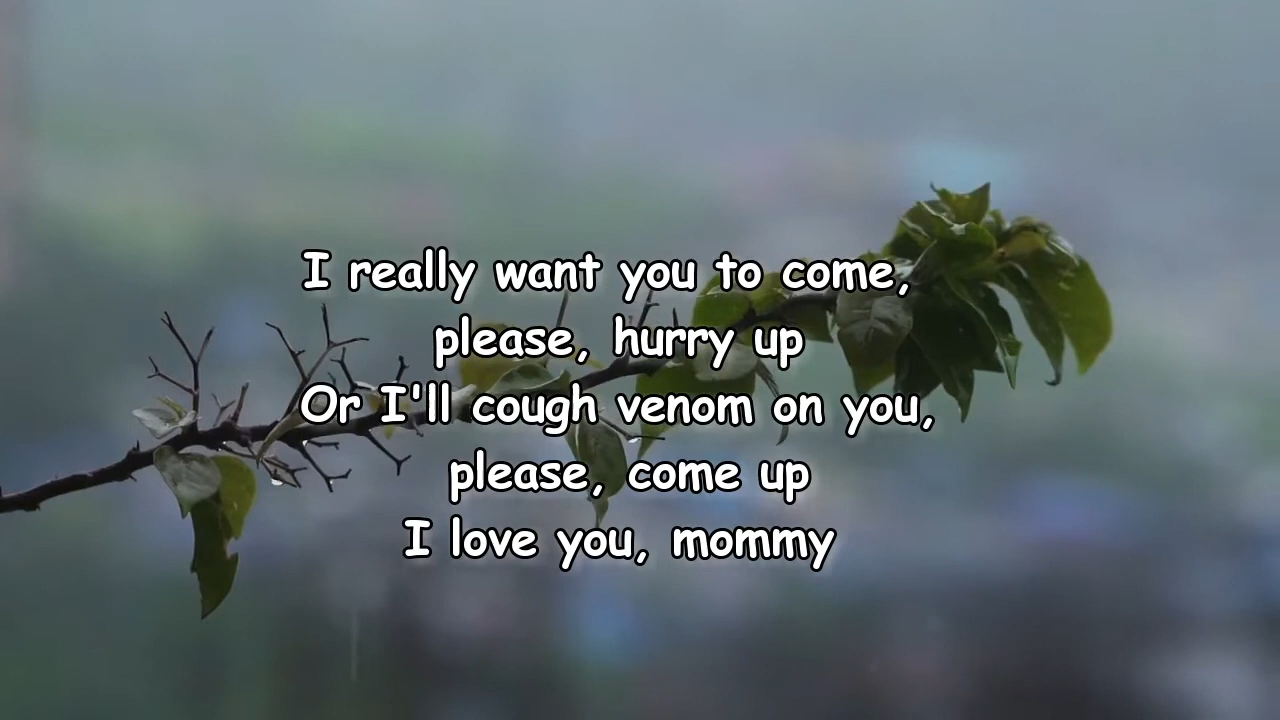 I really want you to come,
please, hurry up
Or I'll cough venom on you,
please, come up
I love you, mommy